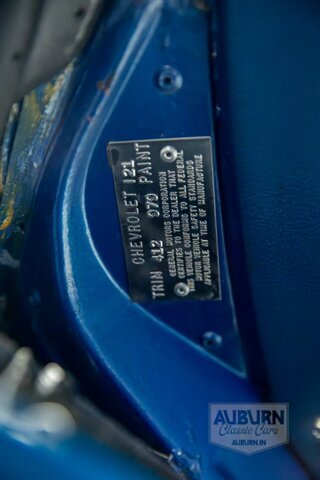 CHEVROLET 121
TRIM 412 979 PAINT
GENERAL MOTORS CORPORATION
CERTIFIED TO THE DEALER THAT
THIS VEHICLE CONFORMS TO ALL FEDERAL
MOTOR VEHICLE SAFETY STANDARDS
APPLICABLE AT TIME OF MANUFACTURE
AUBURN
Classic Cars
AUBURN.IN